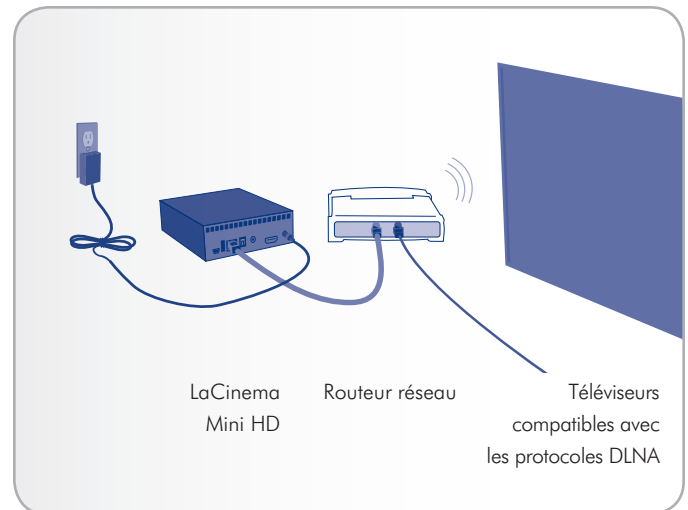 LaCinema
Mini HD
Routeur réseau
Téléviseurs
compatibles avec
les protocoles DLNA